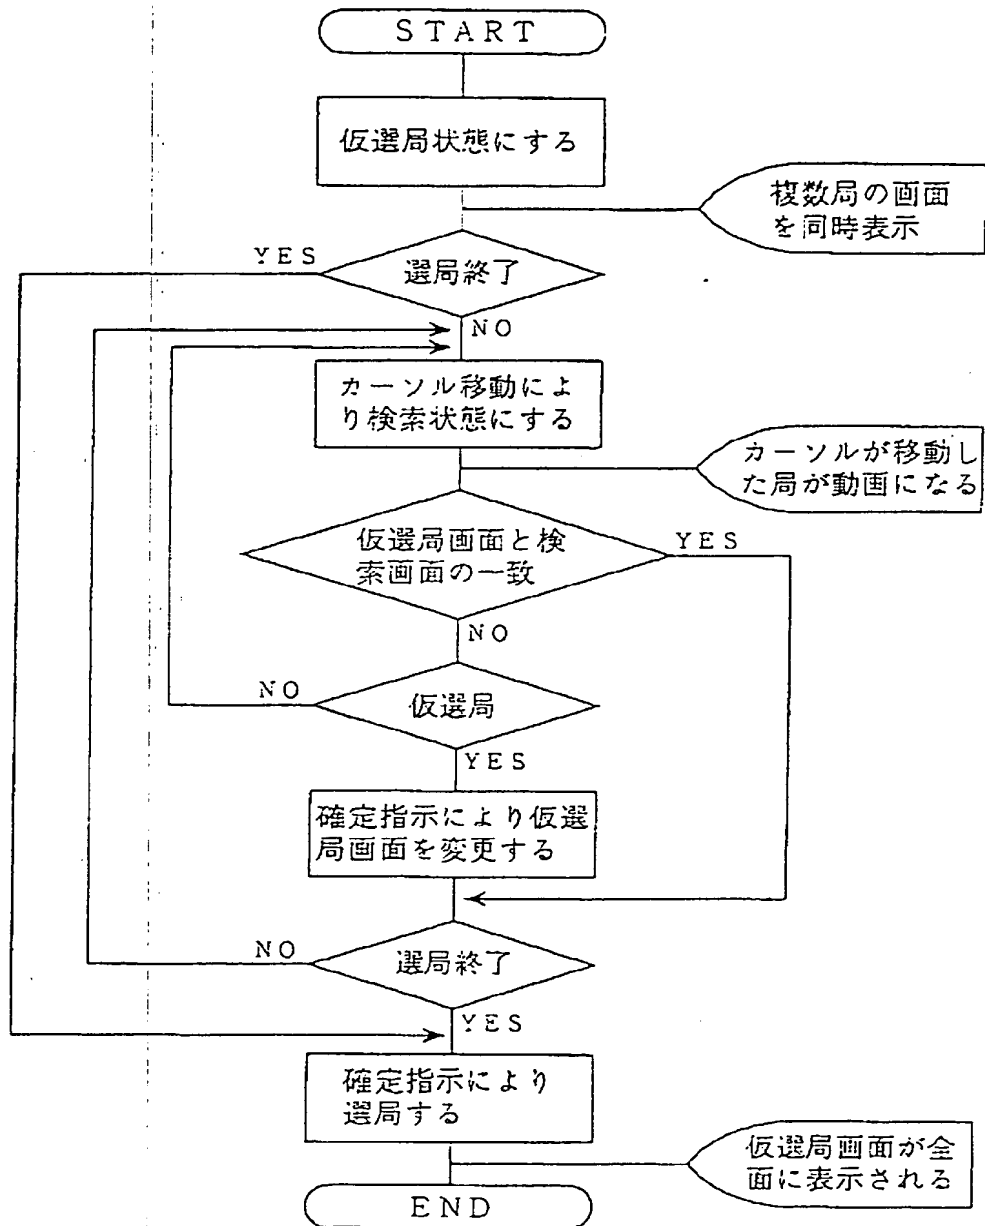 START
仮選局状態にする
複数局の画面
を同時表示
YES
選局終了
NO
カーソル移動によ
り検索状態にする
カーソルが移動し
た局が動画になる
仮選局画面と検
索画面の一致
YES
NO
NO
仮選局
YES
確定指示により仮選
局画面を変更する
NO
選局終了
YES
確定指示により
選局する
仮選局画面が全
面に表示される
END